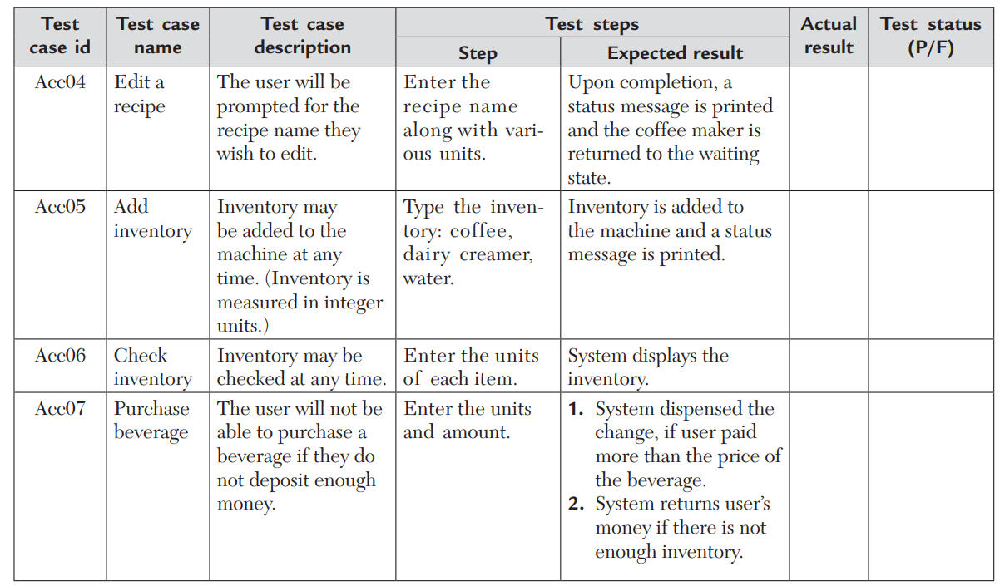 Test case id
Test case name
Test case description
Test steps
Step
Expected result
Actual result
Test status (P/F)
Acc04
Edit a
recipe
The user will be
prompted for the
recipe name they
wish to edit.
Enter the
recipe name
along with vari-
ous units.
Upon completion, a
status message is printed
and the coffee maker is
returned to the waiting
state.
Acc05
Add
inventory
Inventory may
be added to the
machine at any
time. (Inventory is
measured in integer
units.)
Type the inven-
tory: coffee,
dairy creamer,
water.
Inventory is added to
the machine and a status
message is printed.
Acc06
Check
inventory
Inventory may be
checked at any time.
Enter the units
of each item.
System displays the
inventory.
Acc07
Purchase
beverage
The user will not be
able to purchase a
beverage if they do
not deposit enough
money.
Enter the units
and amount.
1. System dispensed the
change, if user paid
more than the price of
the beverage.
2. System returns user's
money if there is not
enough inventory.